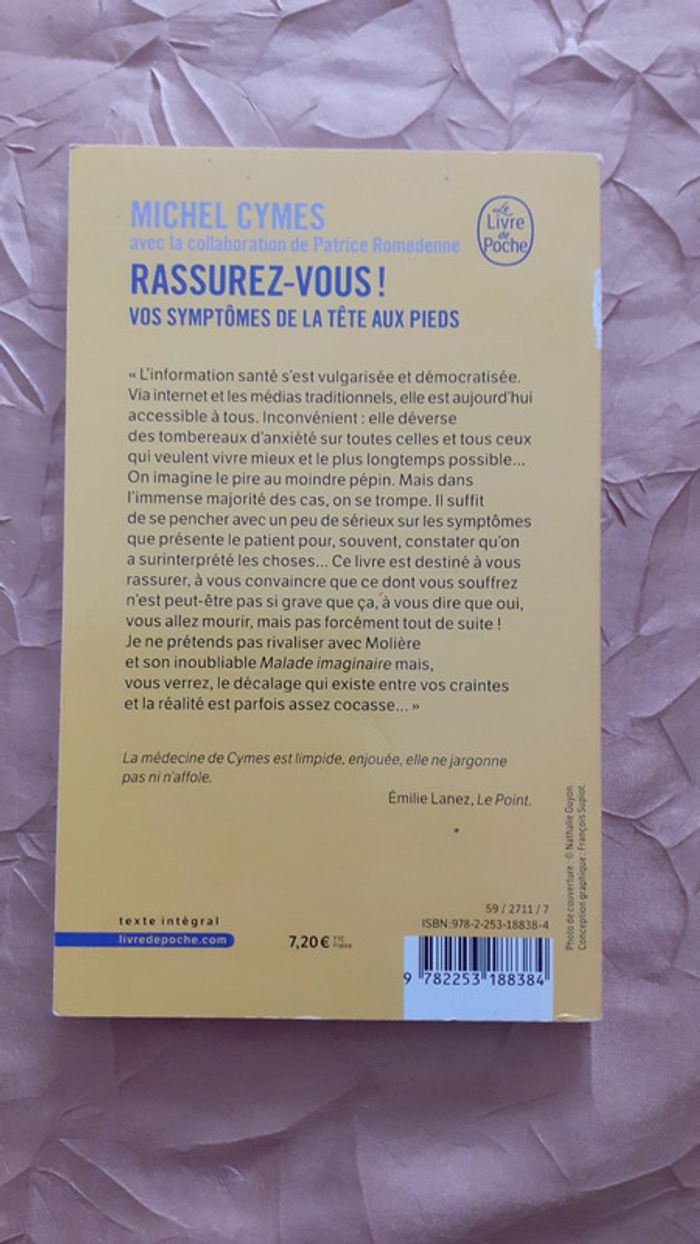 MICHEL CYMES
avec la collaboration de Patrice Romedenne
Le
Livre
de
Poche
RASSUREZ-VOUS !
VOS SYMPTÔMES DE LA TÊTE AUX PIEDS
« L'information santé s'est vulgarisée et démocratisée.
Via internet et les médias traditionnels, elle est aujourd'hui
accessible à tous. Inconvénient : elle déverse
des tombereaux d'anxiété sur toutes celles et tous ceux
qui veulent vivre mieux et le plus longtemps possible...
On imagine le pire au moindre pépin. Mais dans
l'immense majorité des cas, on se trompe. Il suffit
de se pencher avec un peu de sérieux sur les symptômes
que présente le patient pour, souvent, constater qu'on
a surinterprété les choses... Ce livre est destiné à vous
rassurer, à vous convaincre que ce dont vous souffrez
n'est peut-être pas si grave que ça, à vous dire que oui,
vous allez mourir, mais pas forcément tout de suite !
Je ne prétends pas rivaliser avec Molière
et son inoubliable Malade imaginaire mais,
vous verrez, le décalage qui existe entre vos craintes
et la réalité est parfois assez cocasse... »
La médecine de Cymes est limpide, enjouée, elle ne jargonne
pas ni n'affole.
Émilie Lanez, Le Point.
Photo de couverture : © Nathalie Guyon.
Conception graphique : François Supiot.
texte intégral
livredepoche.com
7,20 € TTC
France
59 / 2711 / 7
ISBN : 978-2-253-18838-4
9 782253 188384